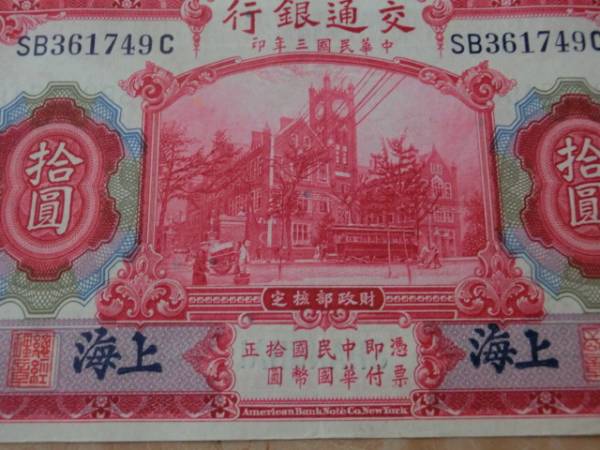 交通銀行
中華民國三年印
SB361749C
SB361749C
拾圓
拾圓
財政部核定
上海
憑票即付中華民國國幣拾圓正
上海
American Bank Note Co. New York